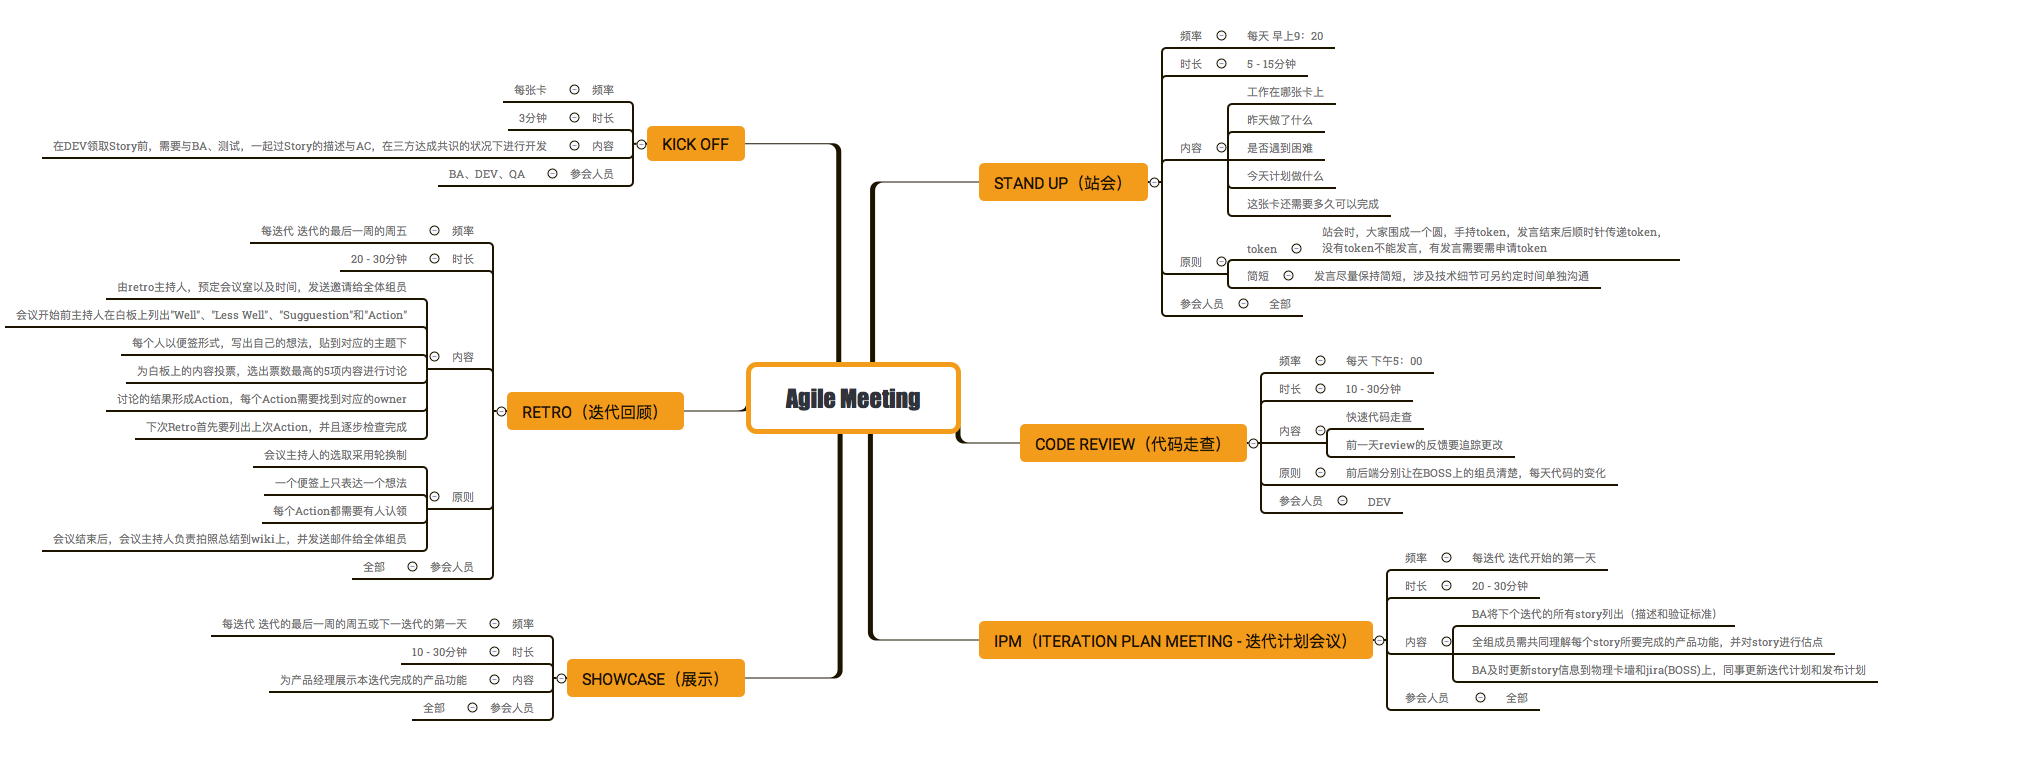 Agile Meeting
KICK OFF
频率
每张卡
时长
3分钟
内容
在DEV领取Story前，需要与BA、测试，一起过Story的描述与AC，在三方达成共识的状况下进行开发
参会人员
BA、DEV、QA
RETRO（迭代回顾）
频率
每迭代 迭代的最后一周的周五
时长
20 - 30分钟
内容
由retro主持人，预定会议室以及时间，发送邀请给全体组员
会议开始前主持人在白板上列出"Well"、"Less Well"、"Sugguestion"和"Action"
每个人以便签形式，写出自己的想法，贴到对应的主题下
为白板上的内容投票，选出票数最高的5项内容进行讨论
讨论的结果形成Action，每个Action需要找到对应的owner
下次Retro首先要列出上次Action，并且逐步检查完成
原则
会议主持人的选取采用轮换制
一个便签上只表达一个想法
每个Action都需要有人认领
会议结束后，会议主持人负责拍照总结到wiki上，并发送邮件给全体组员
参会人员
全部
SHOWCASE（展示）
频率
每迭代 迭代的最后一周的周五或下一迭代的第一天
时长
10 - 30分钟
内容
为产品经理展示本迭代完成的产品功能
参会人员
全部
STAND UP（站会）
频率
每天 早上9：20
时长
5 - 15分钟
内容
工作在哪张卡上
昨天做了什么
是否遇到困难
今天计划做什么
这张卡还需要多久可以完成
原则
token
站会时，大家围成一个圆，手持token，发言结束后顺时针传递token，
没有token不能发言，有发言需要需申请token
简短
发言尽量保持简短，涉及技术细节可另约定时间单独沟通
参会人员
全部
CODE REVIEW（代码走查）
频率
每天 下午5：00
时长
10 - 30分钟
内容
快速代码走查
前一天review的反馈要追踪更改
原则
前后端分别让在BOSS上的组员清楚，每天代码的变化
参会人员
DEV
IPM（ITERATION PLAN MEETING - 迭代计划会议）
频率
每迭代 迭代开始的第一天
时长
20 - 30分钟
内容
BA将下个迭代的所有story列出（描述和验证标准）
全组成员需共同理解每个story所要完成的产品功能，并对story进行估点
BA及时更新story信息到物理卡墙和jira(BOSS)上，同事更新迭代计划和发布计划
参会人员
全部